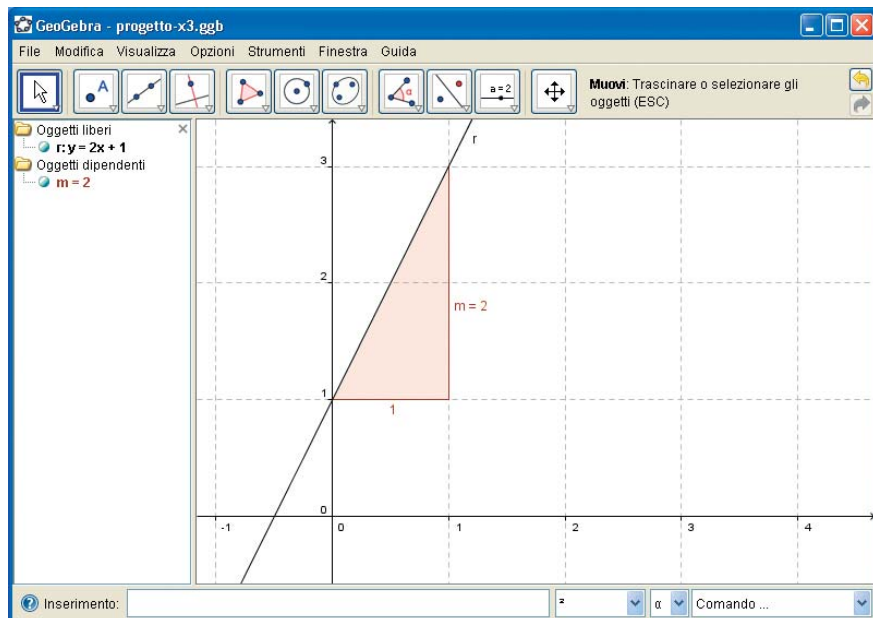 GeoGebra - progetto-x3.ggb
File Modifica Visualizza Opzioni Strumenti Finestra Guida
A
α
a = 2
Muovi: Trascinare o selezionare gli
oggetti (ESC)
Oggetti liberi
r: y = 2x + 1
Oggetti dipendenti
m = 2
r
3
2
m = 2
1
1
0
-1 0 1 2 3 4
Inserimento: ² α Comando ...